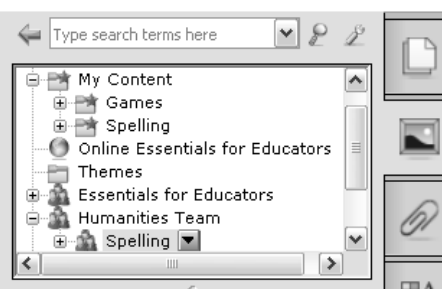 Type search terms here
My Content
Games
Spelling
Online Essentials for Educators
Themes
Essentials for Educators
Humanities Team
Spelling